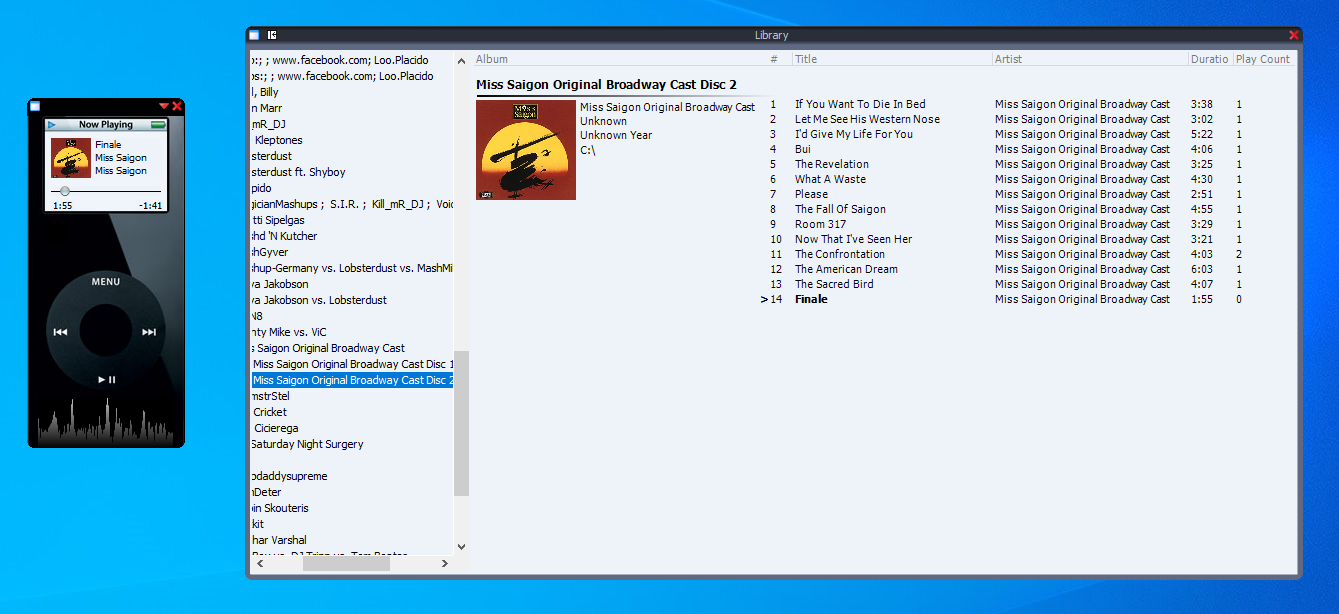 Now Playing
Finale
Miss Saigon
Miss Saigon
1:55 -1:41
MENU
Library
; www.facebook.com; Loo.Placido
; www.facebook.com; Loo.Placido
, Billy
n Marr
_mR_DJ
Kleptones
sterdust
sterdust ft. Shyboy
pido
gicianMashups ; S.I.R. ; Kill_mR_DJ ; Voic
tti Sipelgas
shd 'N Kutcher
shGyver
shup-Germany vs. Lobsterdust vs. MashMi
va Jakobson
va Jakobson vs. Lobsterdust
N8
hty Mike vs. ViC
s Saigon Original Broadway Cast
Miss Saigon Original Broadway Cast Disc 1
Miss Saigon Original Broadway Cast Disc 2
mstrStel
Cricket
Cicierega
Saturday Night Surgery
odaddysupreme
nDeter
in Skouteris
kit
har Varshal
Album # Title Artist Duratio Play Count
Miss Saigon Original Broadway Cast Disc 2
Miss Saigon
Miss Saigon Original Broadway Cast
Unknown
Unknown Year
C:\
1 If You Want To Die In Bed Miss Saigon Original Broadway Cast 3:38 1
2 Let Me See His Western Nose Miss Saigon Original Broadway Cast 3:02 1
3 I'd Give My Life For You Miss Saigon Original Broadway Cast 5:22 1
4 Bui Miss Saigon Original Broadway Cast 4:06 1
5 The Revelation Miss Saigon Original Broadway Cast 3:25 1
6 What A Waste Miss Saigon Original Broadway Cast 4:30 1
7 Please Miss Saigon Original Broadway Cast 2:51 1
8 The Fall Of Saigon Miss Saigon Original Broadway Cast 4:55 1
9 Room 317 Miss Saigon Original Broadway Cast 3:29 1
10 Now That I've Seen Her Miss Saigon Original Broadway Cast 3:21 1
11 The Confrontation Miss Saigon Original Broadway Cast 4:03 2
12 The American Dream Miss Saigon Original Broadway Cast 6:03 1
13 The Sacred Bird Miss Saigon Original Broadway Cast 4:07 1
>14 Finale Miss Saigon Original Broadway Cast 1:55 0